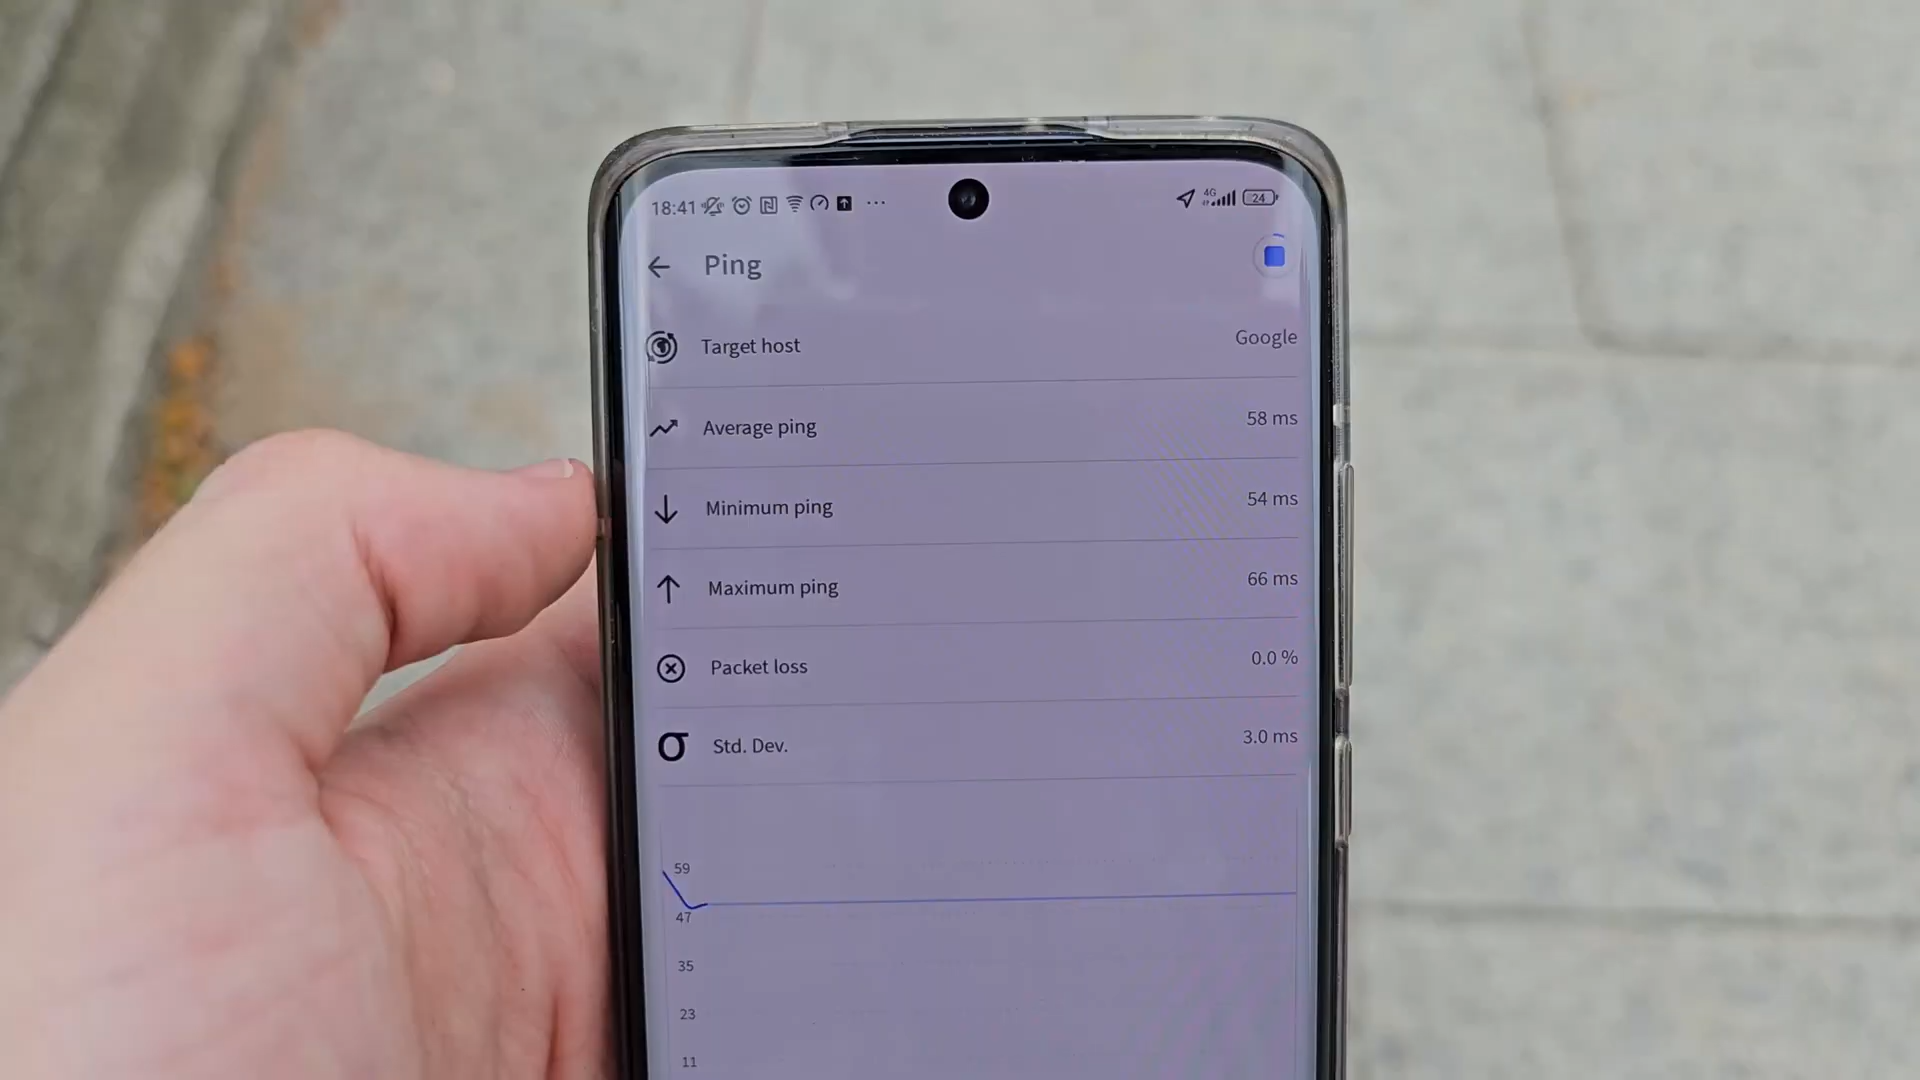 18:41 4G 24
Ping
Target host Google
Average ping 58 ms
Minimum ping 54 ms
Maximum ping 66 ms
Packet loss 0.0 %
σ Std. Dev. 3.0 ms
59
47
35
23
11